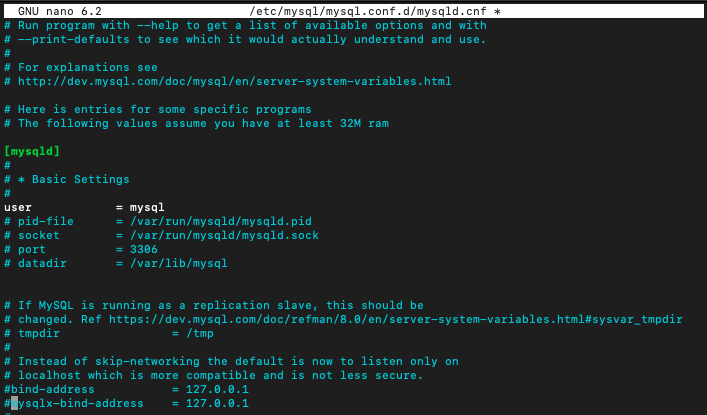 GNU nano 6.2 /etc/mysql/mysql.conf.d/mysqld.cnf *
# Run program with --help to get a list of available options and with
# --print-defaults to see which it would actually understand and use.
#
# For explanations see
# http://dev.mysql.com/doc/mysql/en/server-system-variables.html
# Here is entries for some specific programs
# The following values assume you have at least 32M ram
[mysqld]
#
# * Basic Settings
#
user = mysql
# pid-file = /var/run/mysqld/mysqld.pid
# socket = /var/run/mysqld/mysqld.sock
# port = 3306
# datadir = /var/lib/mysql
# If MySQL is running as a replication slave, this should be
# changed. Ref https://dev.mysql.com/doc/refman/8.0/en/server-system-variables.html#sysvar_tmpdir
# tmpdir = /tmp
#
# Instead of skip-networking the default is now to listen only on
# localhost which is more compatible and is not less secure.
#bind-address = 127.0.0.1
#mysqlx-bind-address = 127.0.0.1
#